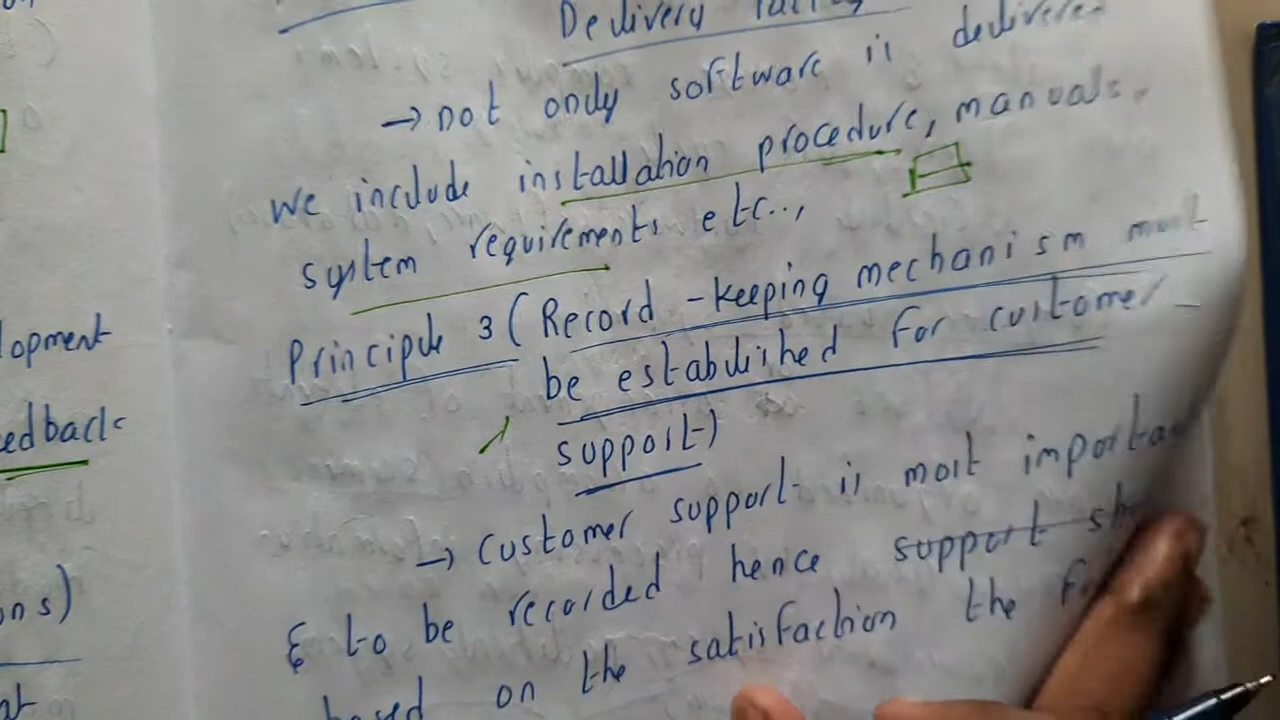 Delivery
→ not only software is delivered
we include installation procedure, manuals,
system requirements etc..,
Principle 3 (Record-keeping mechanism must
be established for customer
support)
→ customer support is most important
& to be recorded hence support
based on the satisfaction the
lopment
edback
ons)